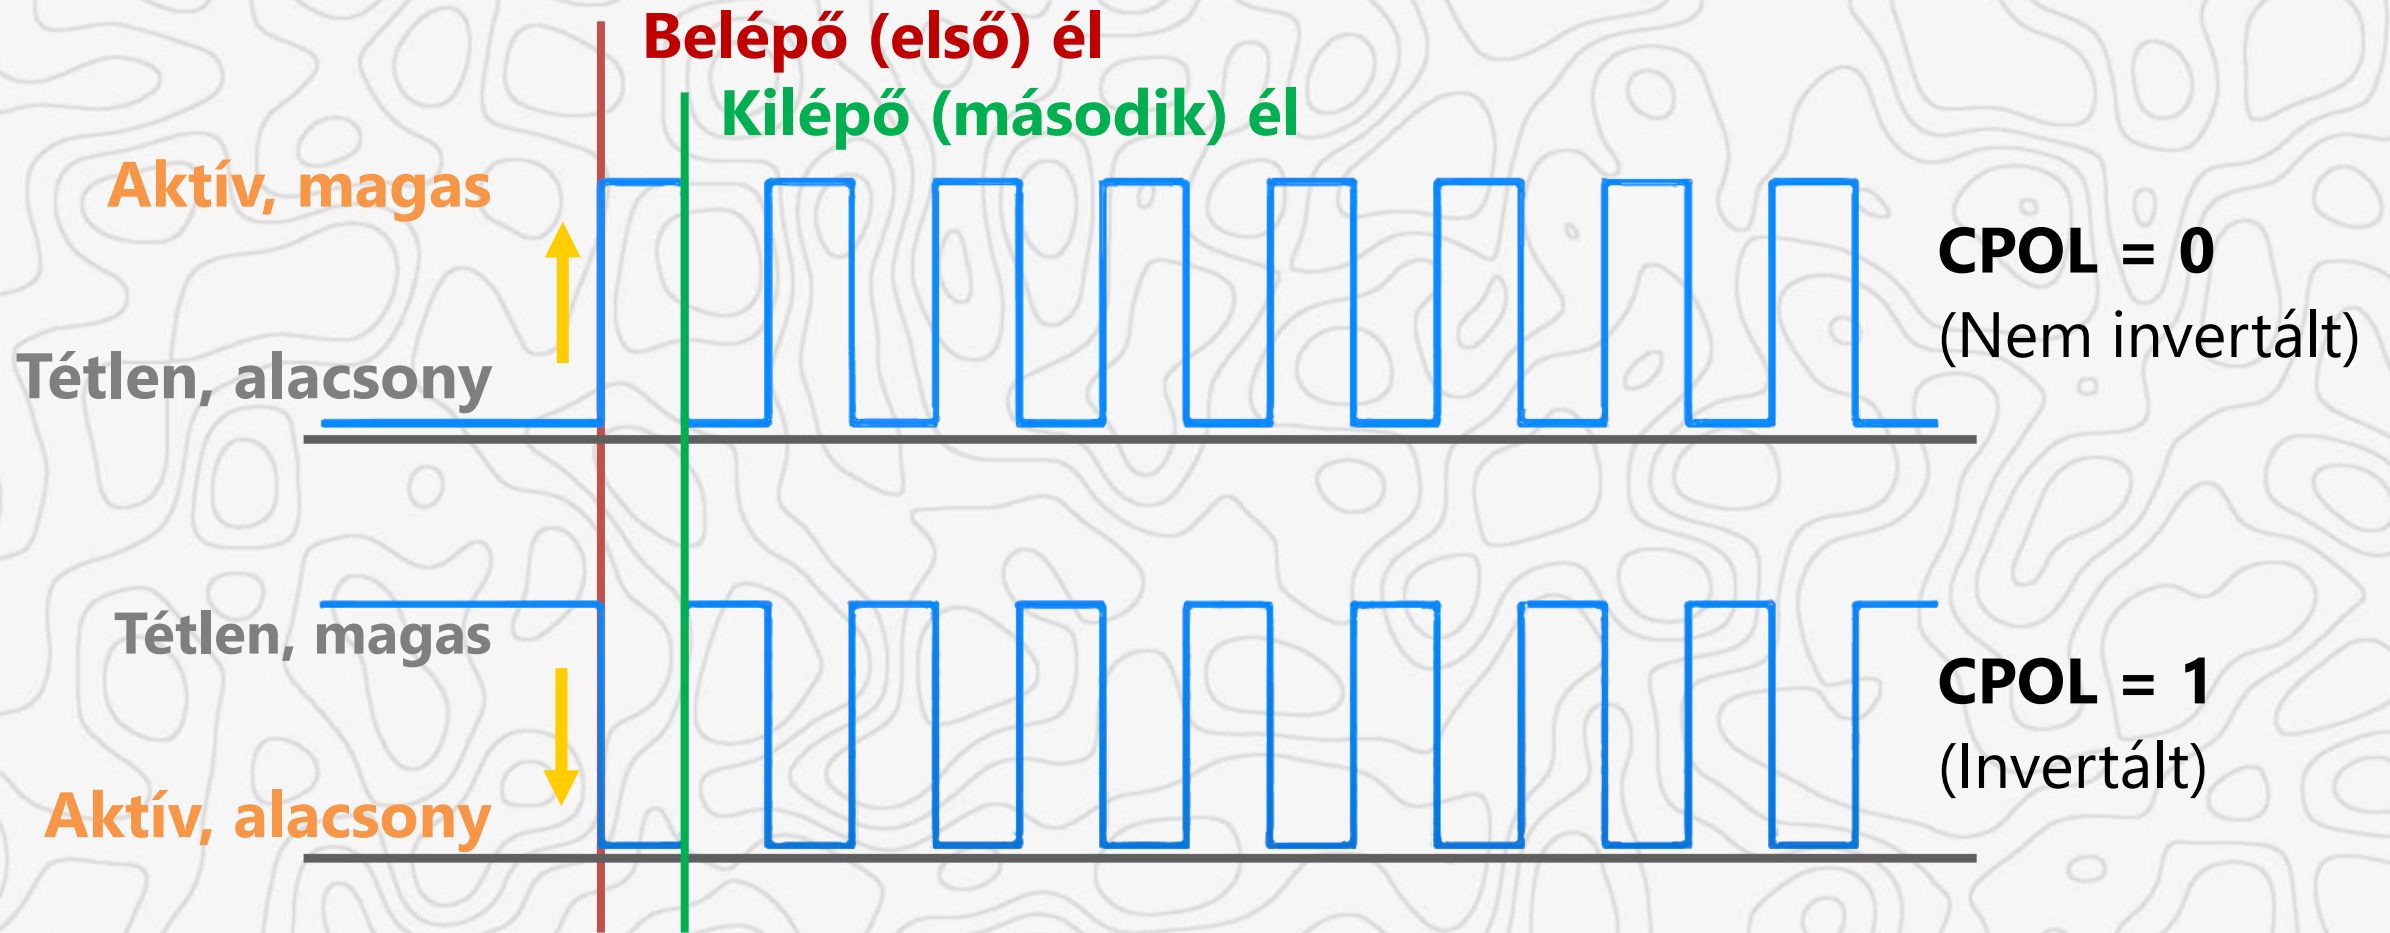 Belépő (első) él
Kilépő (második) él
Aktív, magas
Tétlen, alacsony
CPOL = 0
(Nem invertált)
Tétlen, magas
Aktív, alacsony
CPOL = 1
(Invertált)